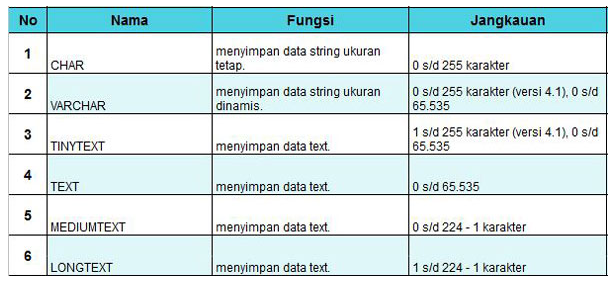 No Nama Fungsi Jangkauan
1 CHAR menyimpan data string ukuran tetap. 0 s/d 255 karakter
2 VARCHAR menyimpan data string ukuran dinamis. 0 s/d 255 karakter (versi 4.1), 0 s/d 65.535
3 TINYTEXT menyimpan data text. 1 s/d 255 karakter (versi 4.1), 0 s/d 65.535
4 TEXT menyimpan data text. 0 s/d 65.535
5 MEDIUMTEXT menyimpan data text. 0 s/d 224 - 1 karakter
6 LONGTEXT menyimpan data text. 1 s/d 224 - 1 karakter